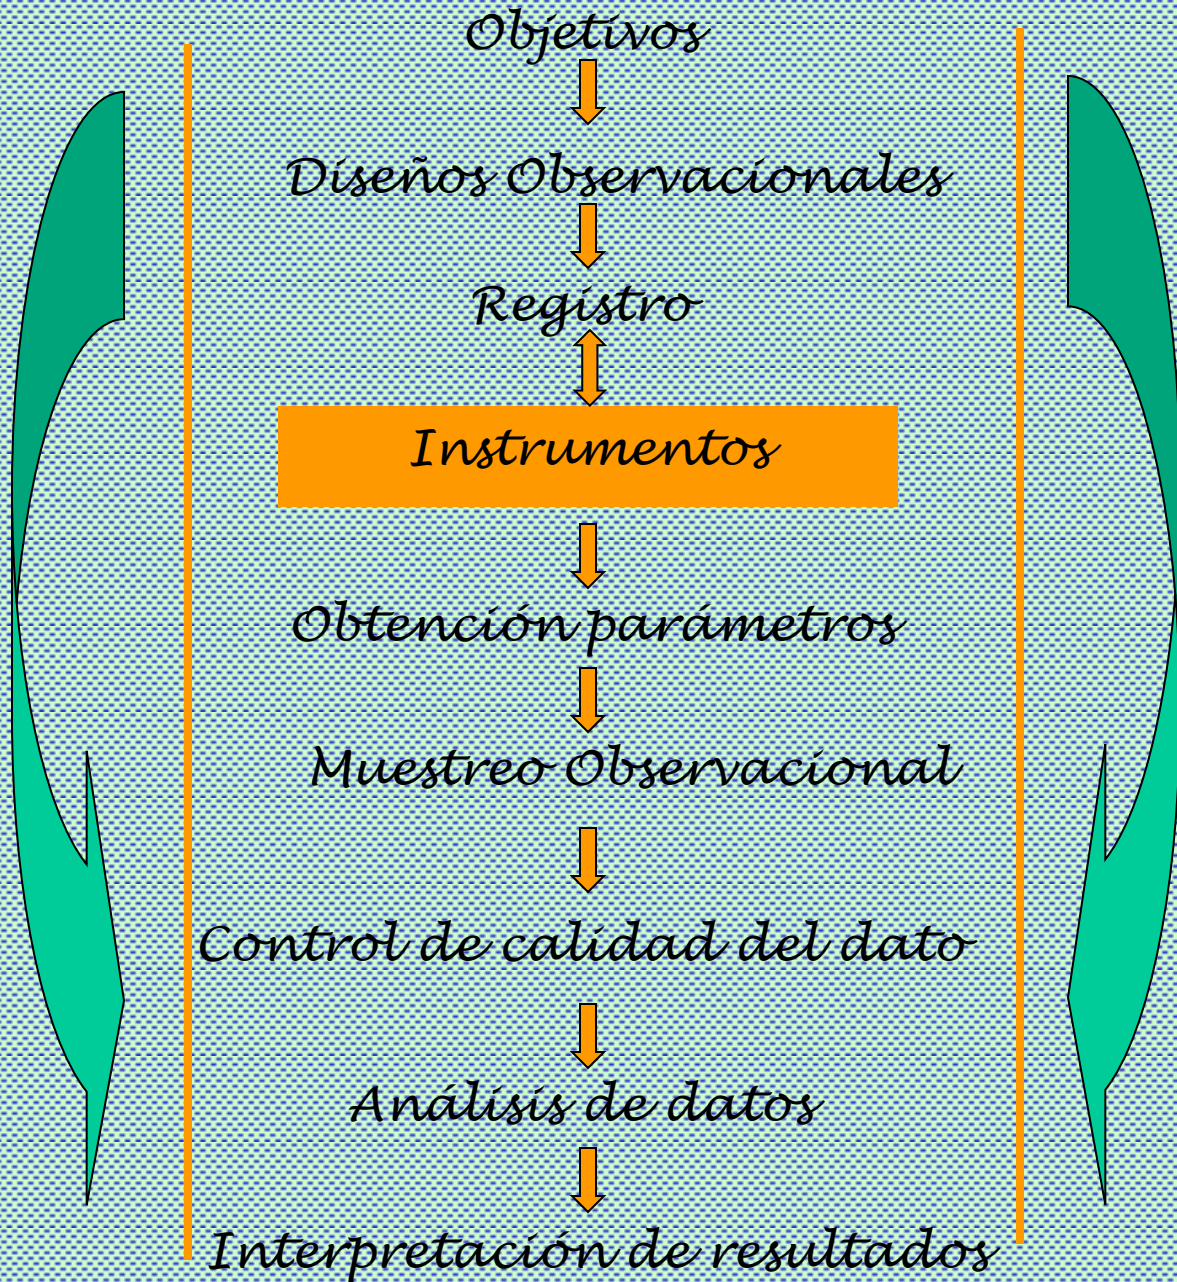 Objetivos
Diseños Observacionales
Registro
Instrumentos
Obtención parámetros
Muestreo Observacional
Control de calidad del dato
Análisis de datos
Interpretación de resultados